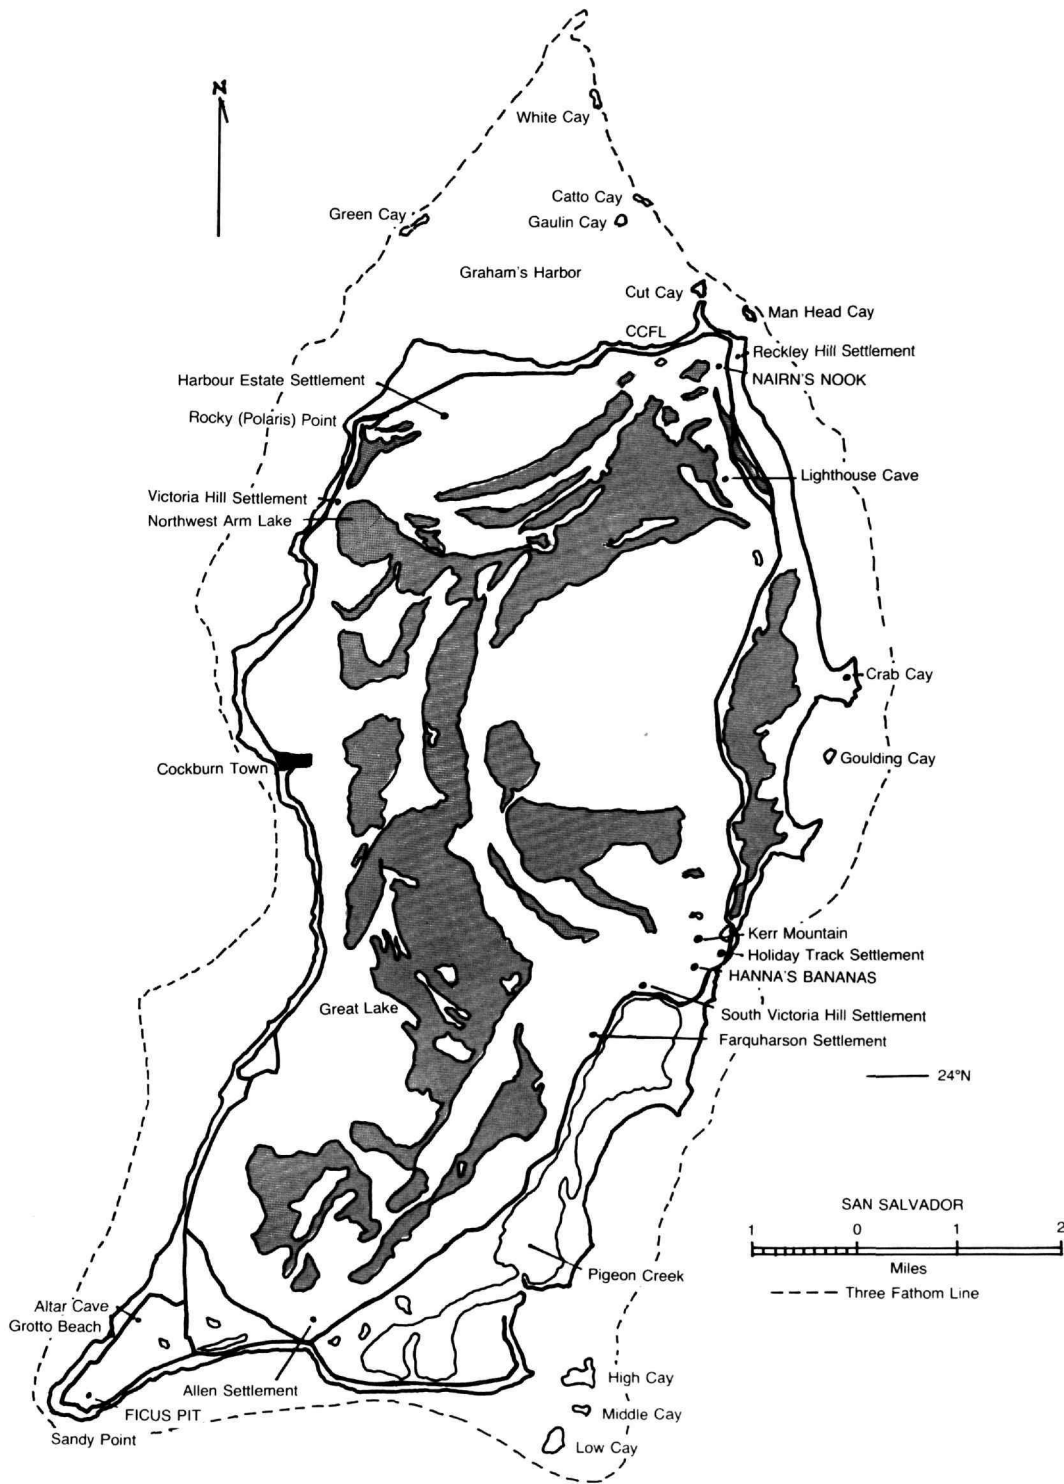 N
White Cay
Catto Cay
Green Cay
Gaulin Cay
Graham's Harbor
Cut Cay
Man Head Cay
CCFL
Reckley Hill Settlement
Harbour Estate Settlement
NAIRN'S NOOK
Rocky (Polaris) Point
Lighthouse Cave
Victoria Hill Settlement
Northwest Arm Lake
Crab Cay
Goulding Cay
Cockburn Town
Kerr Mountain
Holiday Track Settlement
HANNA'S BANANAS
Great Lake
South Victoria Hill Settlement
Farquharson Settlement
24°N
SAN SALVADOR
1 0 1 2
Miles
Pigeon Creek
Three Fathom Line
Altar Cave
Grotto Beach
Allen Settlement
High Cay
FICUS PIT
Middle Cay
Sandy Point
Low Cay